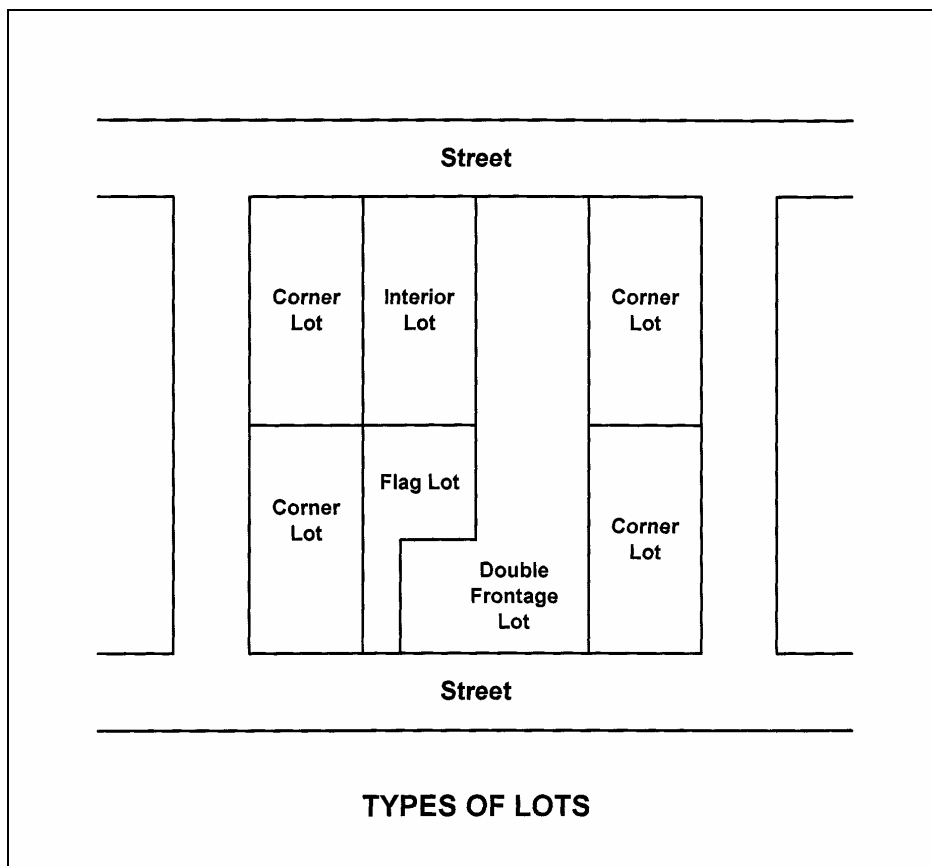 Street
Corner
Lot
Interior
Lot
Corner
Lot
Corner
Lot
Flag Lot
Corner
Lot
Double
Frontage
Lot
Street
TYPES OF LOTS